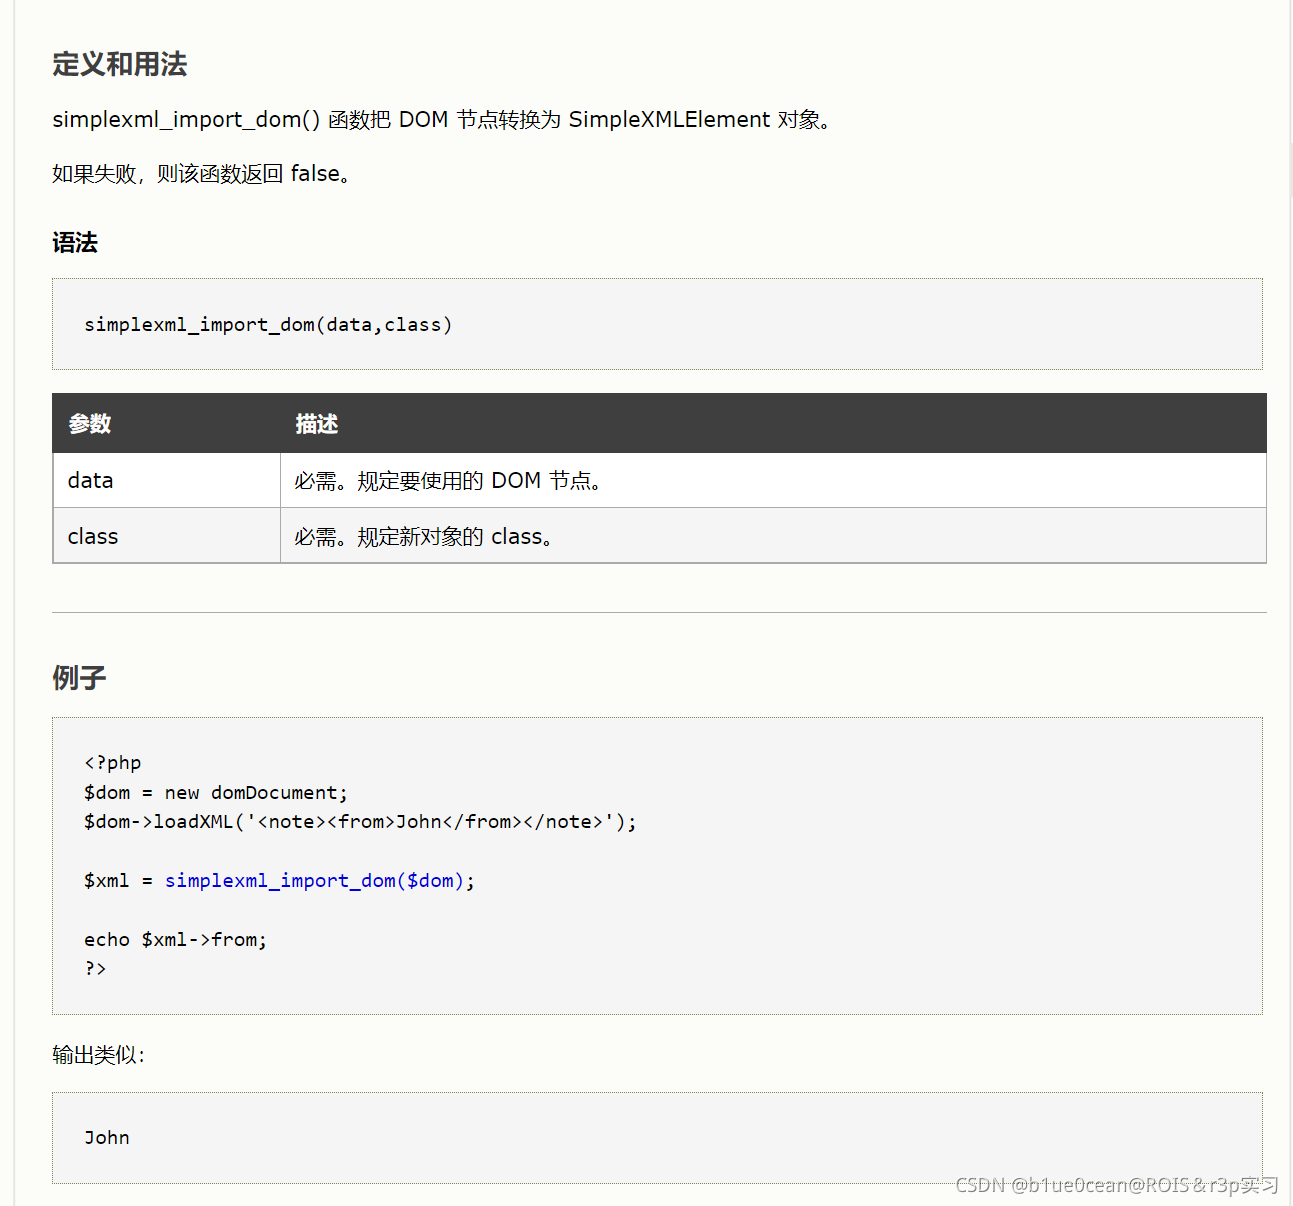 定义和用法
simplexml_import_dom() 函数把 DOM 节点转换为 SimpleXMLElement 对象。
如果失败，则该函数返回 false。
语法
simplexml_import_dom(data,class)
参数 描述
data 必需。规定要使用的 DOM 节点。
class 必需。规定新对象的 class。
例子
<?php
$dom = new domDocument;
$dom->loadXML('<note><from>John</from></note>');
$xml = simplexml_import_dom($dom);
echo $xml->from;
?>
输出类似：
John
CSDN @b1ue0cean@ROIS&r3p实习